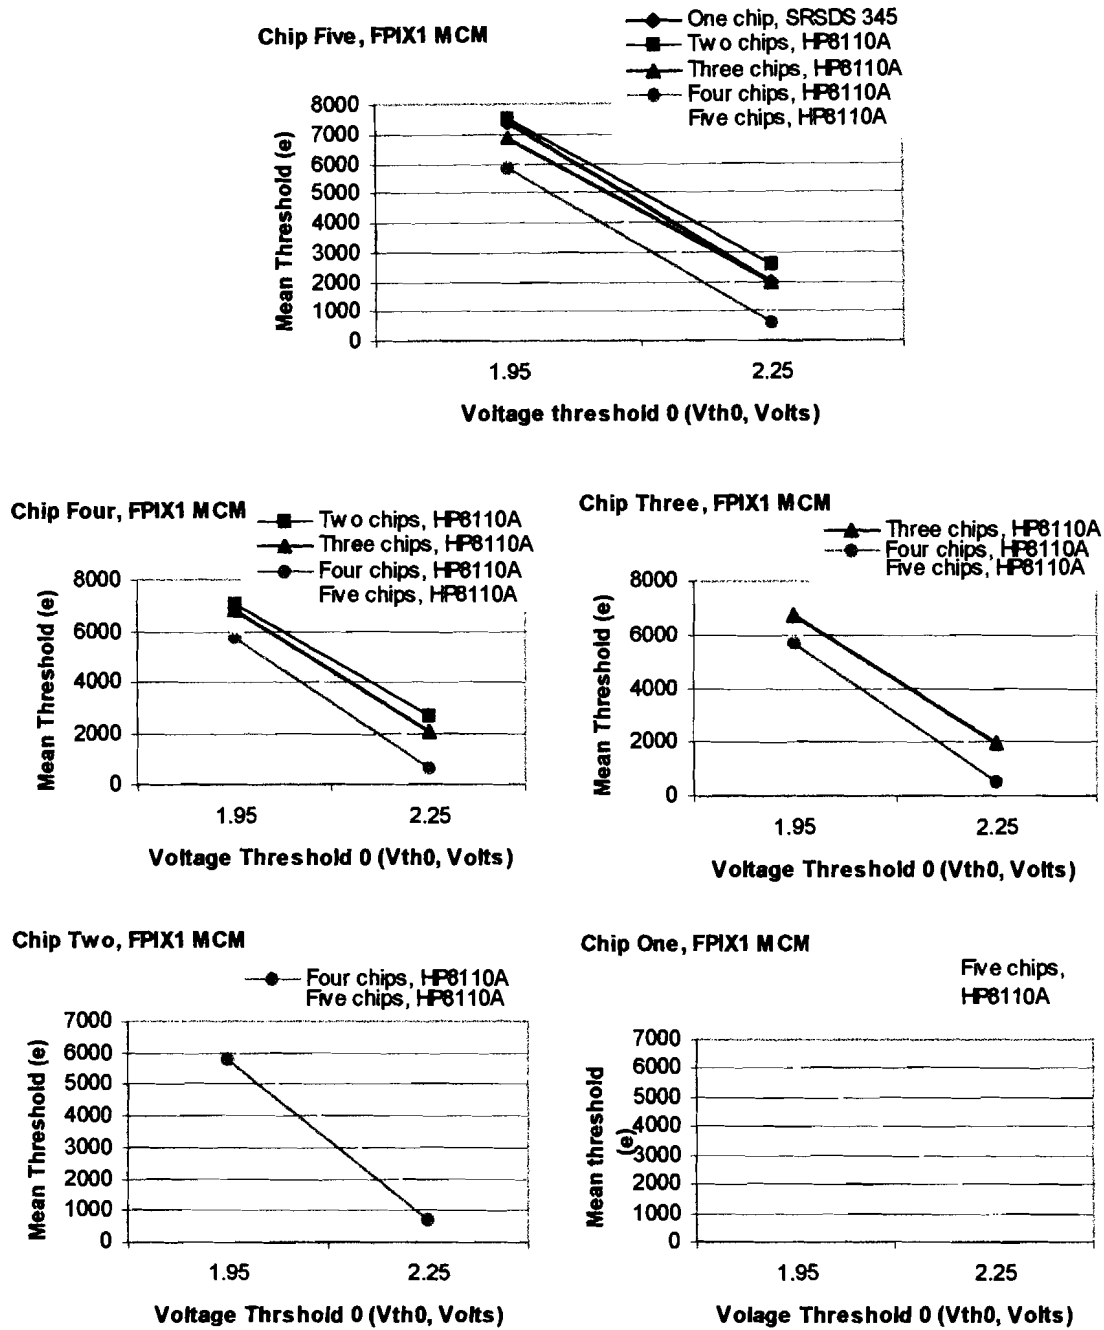 Chip Five, FPIX1 MCM
One chip, SRSDS 345
Two chips, HP8110A
Three chips, HP8110A
Four chips, HP8110A
Five chips, HP8110A
8000
7000
6000
5000
4000
3000
2000
1000
0
Mean Threshold (e)
1.95 2.25
Voltage threshold 0 (Vth0, Volts)
Chip Four, FPIX1 MCM
Two chips, HP8110A
Three chips, HP8110A
Four chips, HP8110A
Five chips, HP8110A
8000
6000
4000
2000
0
Mean Threshold (e)
1.95 2.25
Voltage Threshold 0 (Vth0, Volts)
Chip Three, FPIX1 MCM
Three chips, HP8110A
Four chips, HP8110A
Five chips, HP8110A
8000
6000
4000
2000
0
Mean Threshold (e)
1.95 2.25
Voltage Threshold 0 (Vth0, Volts)
Chip Two, FPIX1 MCM
Four chips, HP8110A
Five chips, HP8110A
7000
6000
5000
4000
3000
2000
1000
0
Mean Threshold (e)
1.95 2.25
Voltage Thrshold 0 (Vth0, Volts)
Chip One, FPIX1 MCM
Five chips,
HP8110A
7000
6000
5000
4000
3000
2000
1000
0
Mean threshold
(e)
1.95 2.25
Volage Threshold 0 (Vth0, Volts)